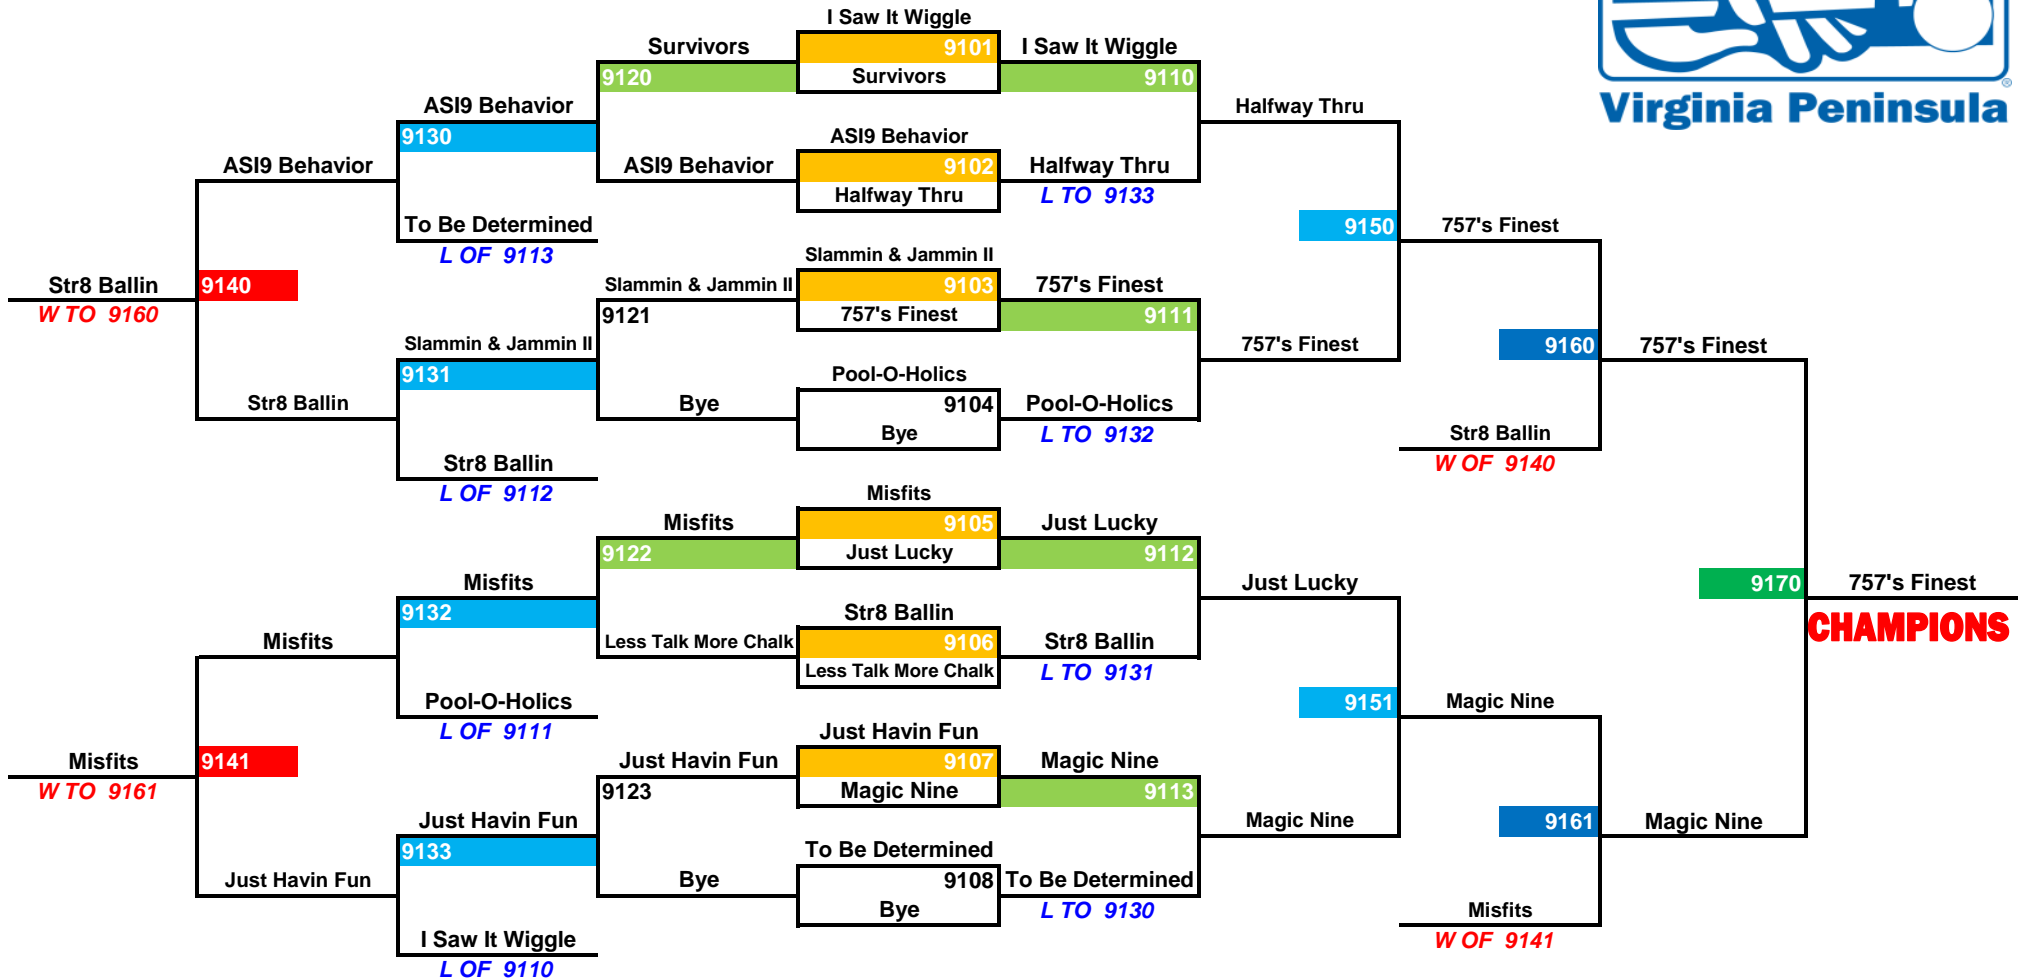 I Saw It Wiggle
Survivors 9101 I Saw It Wiggle
9120 Survivors 9110
ASI9 Behavior Halfway Thru
9130 ASI9 Behavior
ASI9 Behavior ASI9 Behavior 9102 Halfway Thru
Halfway Thru L TO 9133
To Be Determined 9150 757's Finest
L OF 9113 Slammin & Jammin II
Str8 Ballin 9140 Slammin & Jammin II 9103 757's Finest
W TO 9160 9121 757's Finest 9111
Slammin & Jammin II 757's Finest 9160 757's Finest
9131 Pool-O-Holics
Str8 Ballin Bye 9104 Pool-O-Holics
Bye L TO 9132 Str8 Ballin
Str8 Ballin W OF 9140
L OF 9112 Misfits
Misfits 9105 Just Lucky
9122 Just Lucky 9112
Misfits Just Lucky 9170 757's Finest
9132 Str8 Ballin CHAMPIONS
Misfits Less Talk More Chalk 9106 Str8 Ballin
Less Talk More Chalk L TO 9131
Pool-O-Holics 9151 Magic Nine
L OF 9111 Just Havin Fun
Misfits 9141 Just Havin Fun 9107 Magic Nine
W TO 9161 9123 Magic Nine 9113
Just Havin Fun Magic Nine 9161 Magic Nine
9133 To Be Determined
Just Havin Fun Bye 9108 To Be Determined
Bye L TO 9130 Misfits
I Saw It Wiggle W OF 9141
L OF 9110
®
Virginia Peninsula